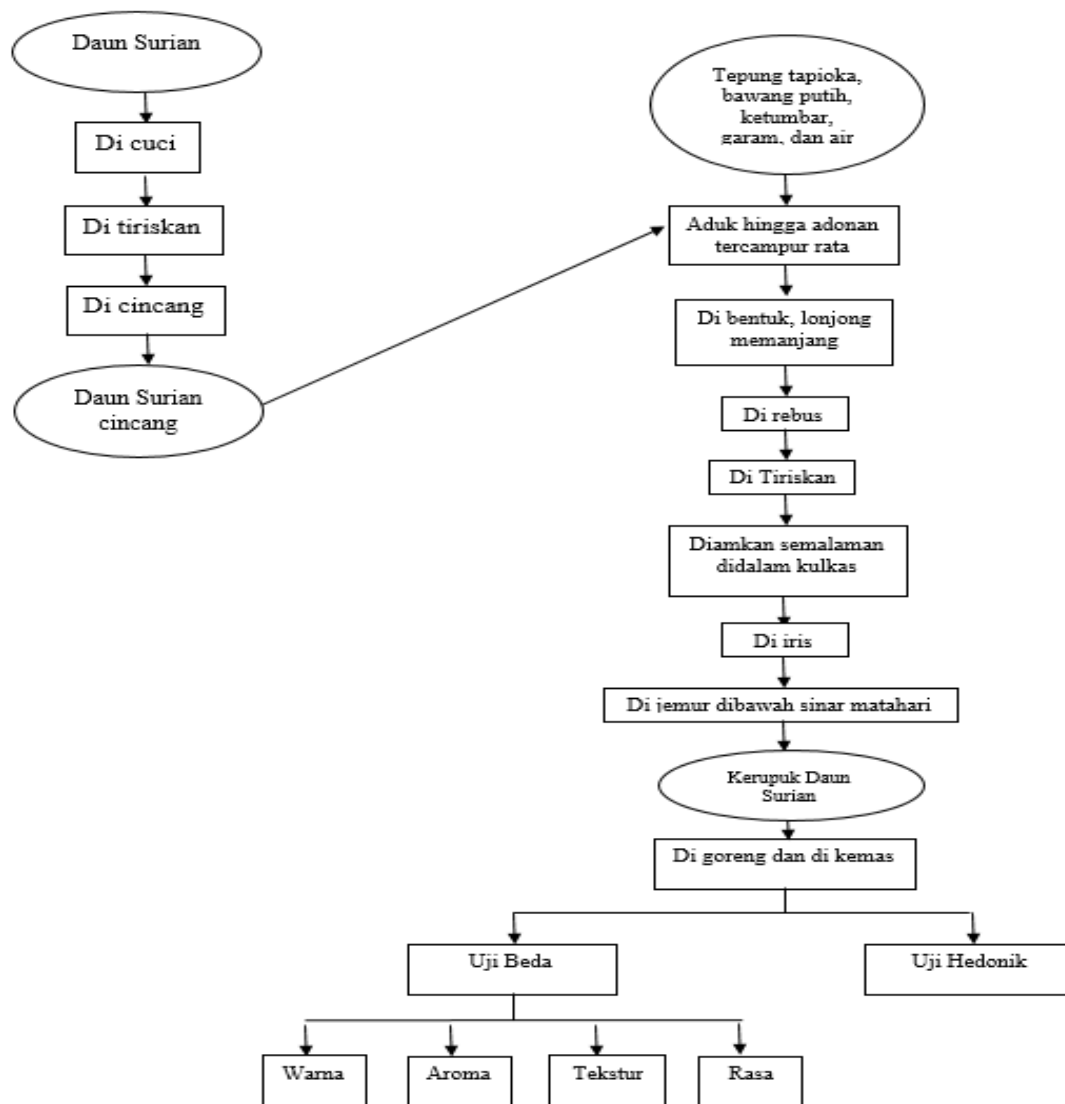 Daun Surian
Di cuci
Di tiriskan
Di cincang
Daun Surian
cincang
Tepung tapioka,
bawang putih,
ketumbar,
garam, dan air
Aduk hingga adonan
tercampur rata
Di bentuk, lonjong
memanjang
Di rebus
Di Tiriskan
Diamkan semalaman
didalam kulkas
Di iris
Di jemur dibawah sinar matahari
Kerupuk Daun
Surian
Di goreng dan di kemas
Uji Beda
Uji Hedonik
Warna
Aroma
Tekstur
Rasa